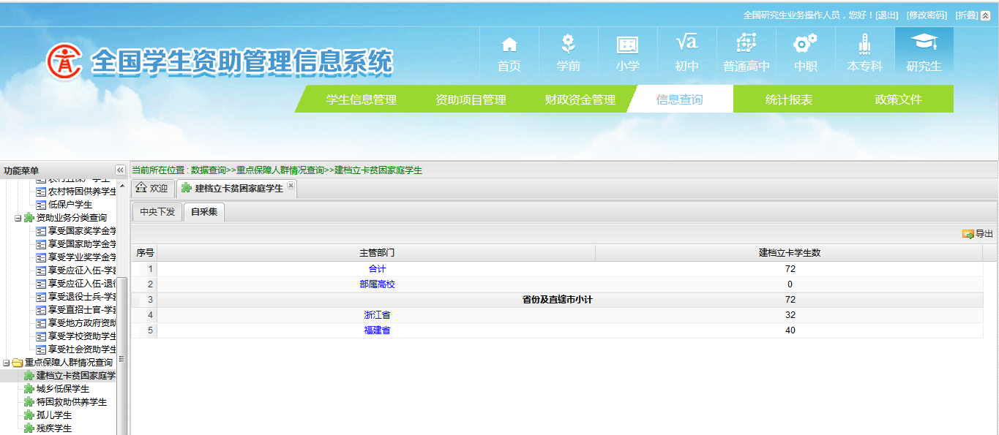 全国研究生业务操作人员，您好！[退出] [修改密码] [折叠]
全国学生资助管理信息系统
首页 学前 小学 初中 普通高中 中职 本专科 研究生
学生信息管理 资助项目管理 财政资金管理 信息查询 统计报表 政策文件
功能菜单
当前所在位置 : 数据查询>>重点保障人群情况查询>>建档立卡贫困家庭学生
欢迎 建档立卡贫困家庭学生
中央下发 自采集
导出
农村特困供养学生
低保户学生
资助业务分类查询
享受国家奖学金学
享受国家助学金学
享受学业奖学金学
享受应征入伍-学
享受应征入伍-退
享受退役士兵-学
享受直招士官-学
享受地方政府资助
享受学校资助学生
享受社会资助学生
重点保障人群情况查询
建档立卡贫困家庭学
城乡低保学生
特困救助供养学生
孤儿学生
残疾学生
序号 主管部门 建档立卡学生数
1 合计 72
2 部属高校 0
3 省份及直辖市小计 72
4 浙江省 32
5 福建省 40